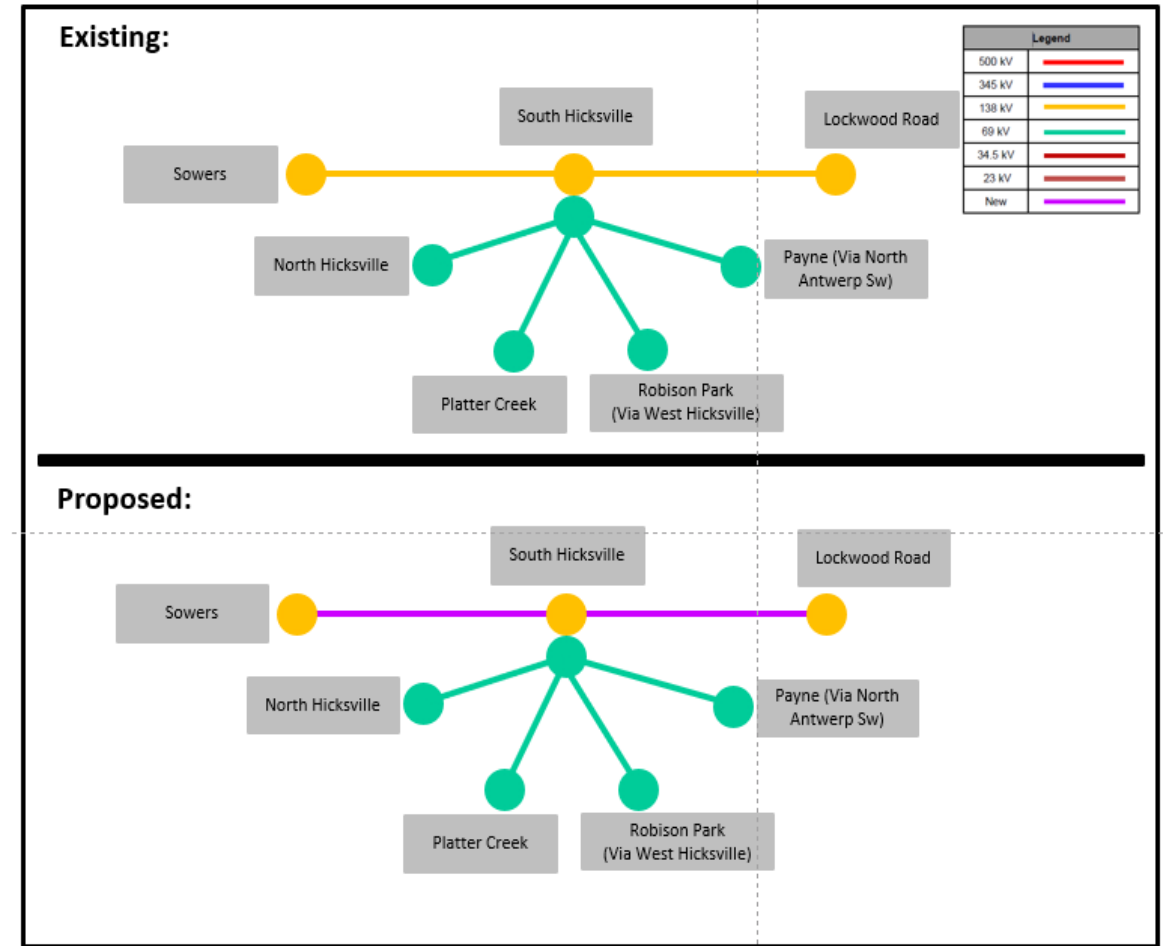 Existing:
Legend
500 kV
345 kV
138 kV
69 kV
34.5 kV
23 kV
New
South Hicksville
Lockwood Road
Sowers
North Hicksville
Payne (Via North
Antwerp Sw)
Platter Creek
Robison Park
(Via West Hicksville)
Proposed:
South Hicksville
Lockwood Road
Sowers
North Hicksville
Payne (Via North
Antwerp Sw)
Platter Creek
Robison Park
(Via West Hicksville)